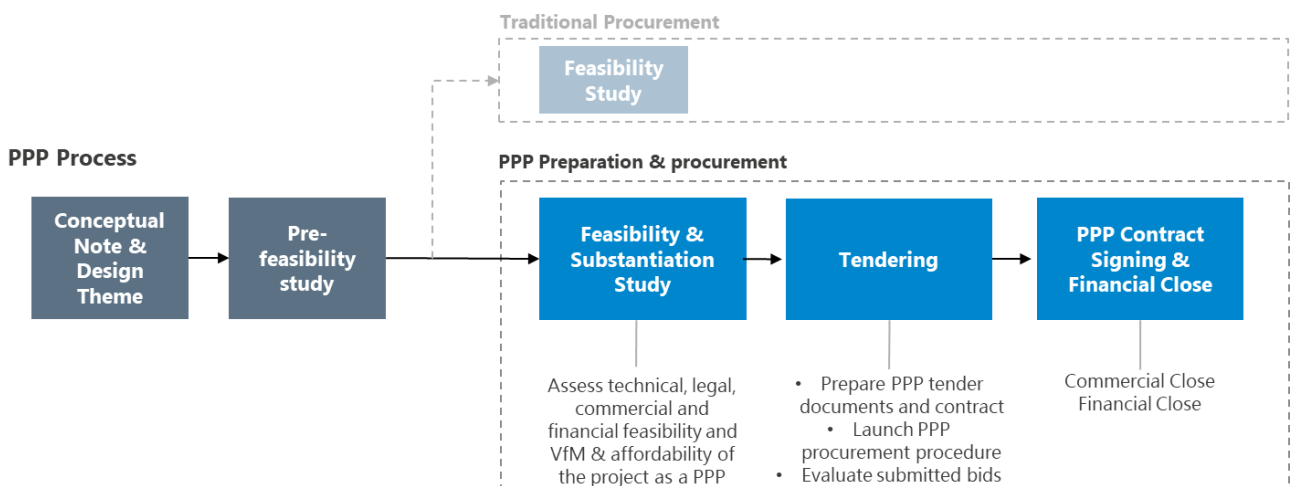 Traditional Procurement
Feasibility
Study
PPP Process
PPP Preparation & procurement
Conceptual
Note &
Design
Theme
Pre-
feasibility
study
Feasibility &
Substantiation
Study
Tendering
PPP Contract
Signing &
Financial Close
Assess technical, legal,
commercial and
financial feasibility and
VfM & affordability of
the project as a PPP
• Prepare PPP tender
documents and contract
• Launch PPP
procurement procedure
• Evaluate submitted bids
Commercial Close
Financial Close